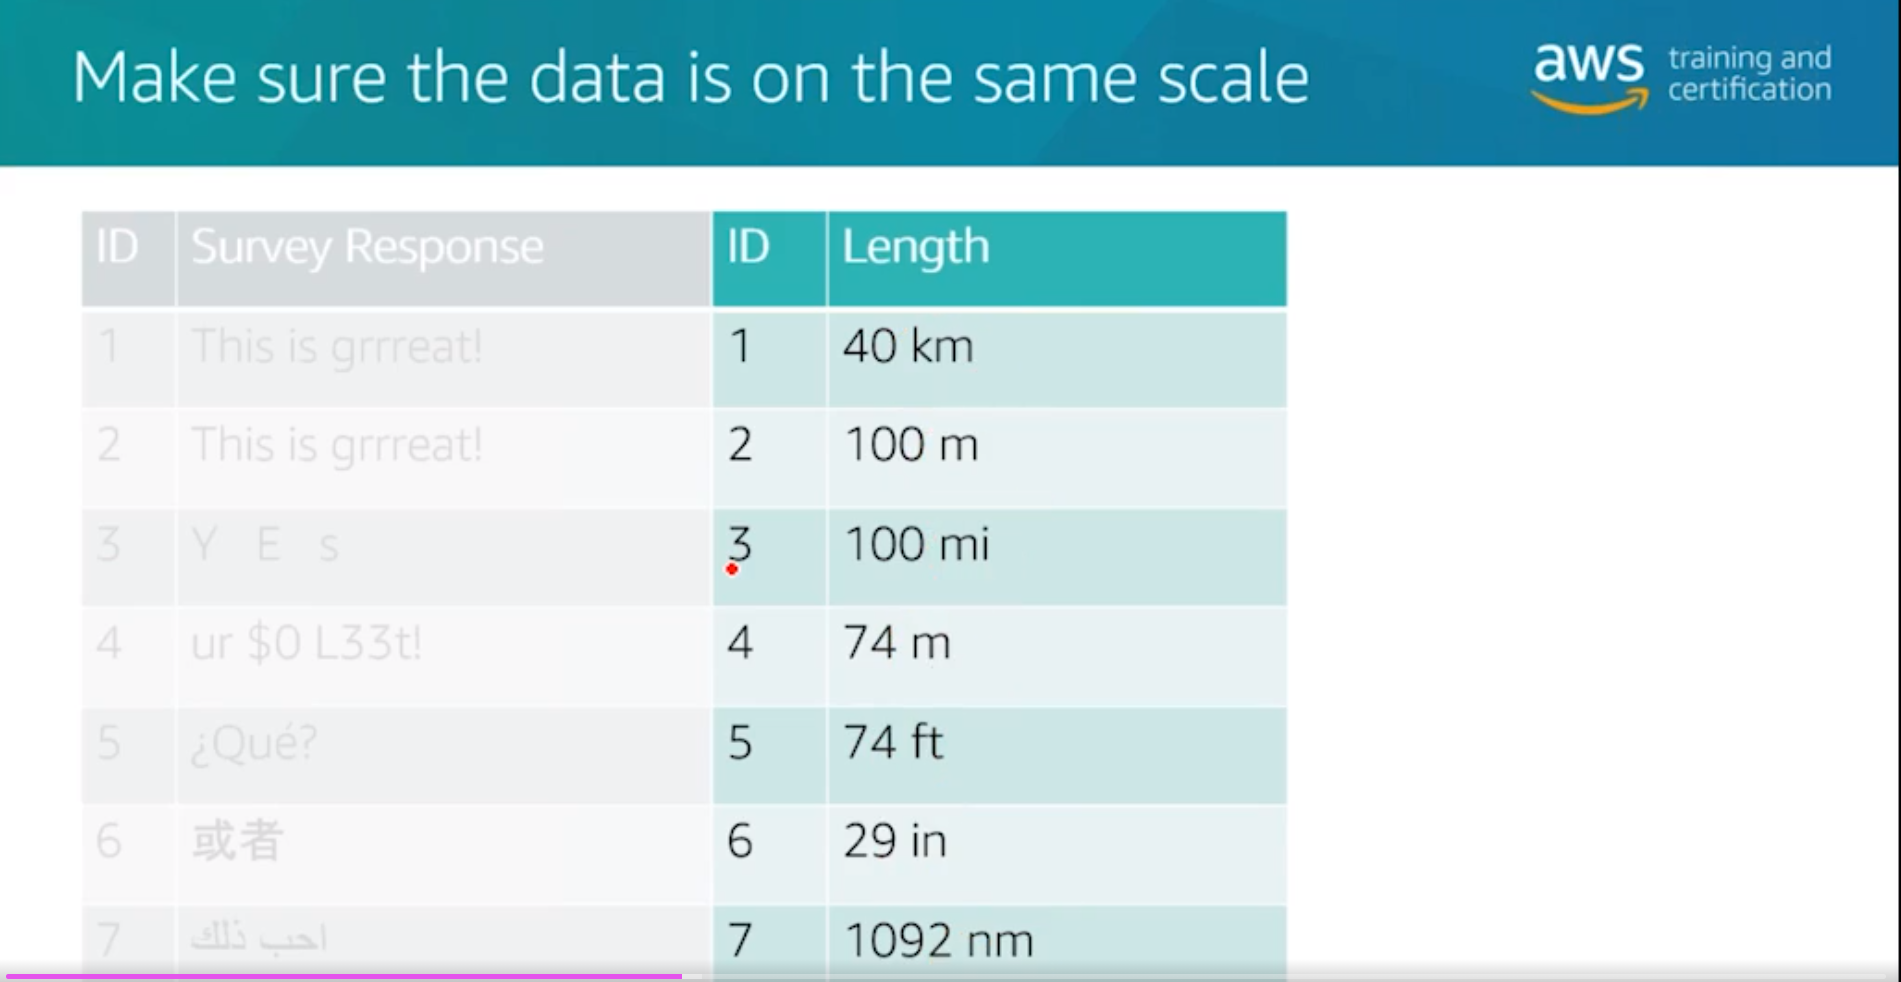 Make sure the data is on the same scale
aws training and certification
ID Survey Response ID Length
1 This is grrreat! 1 40 km
2 This is grrreat! 2 100 m
3 Y E s 3 100 mi
4 ur $0 L33t! 4 74 m
5 ¿Qué? 5 74 ft
6 或者 6 29 in
7 احب ذلك 7 1092 nm